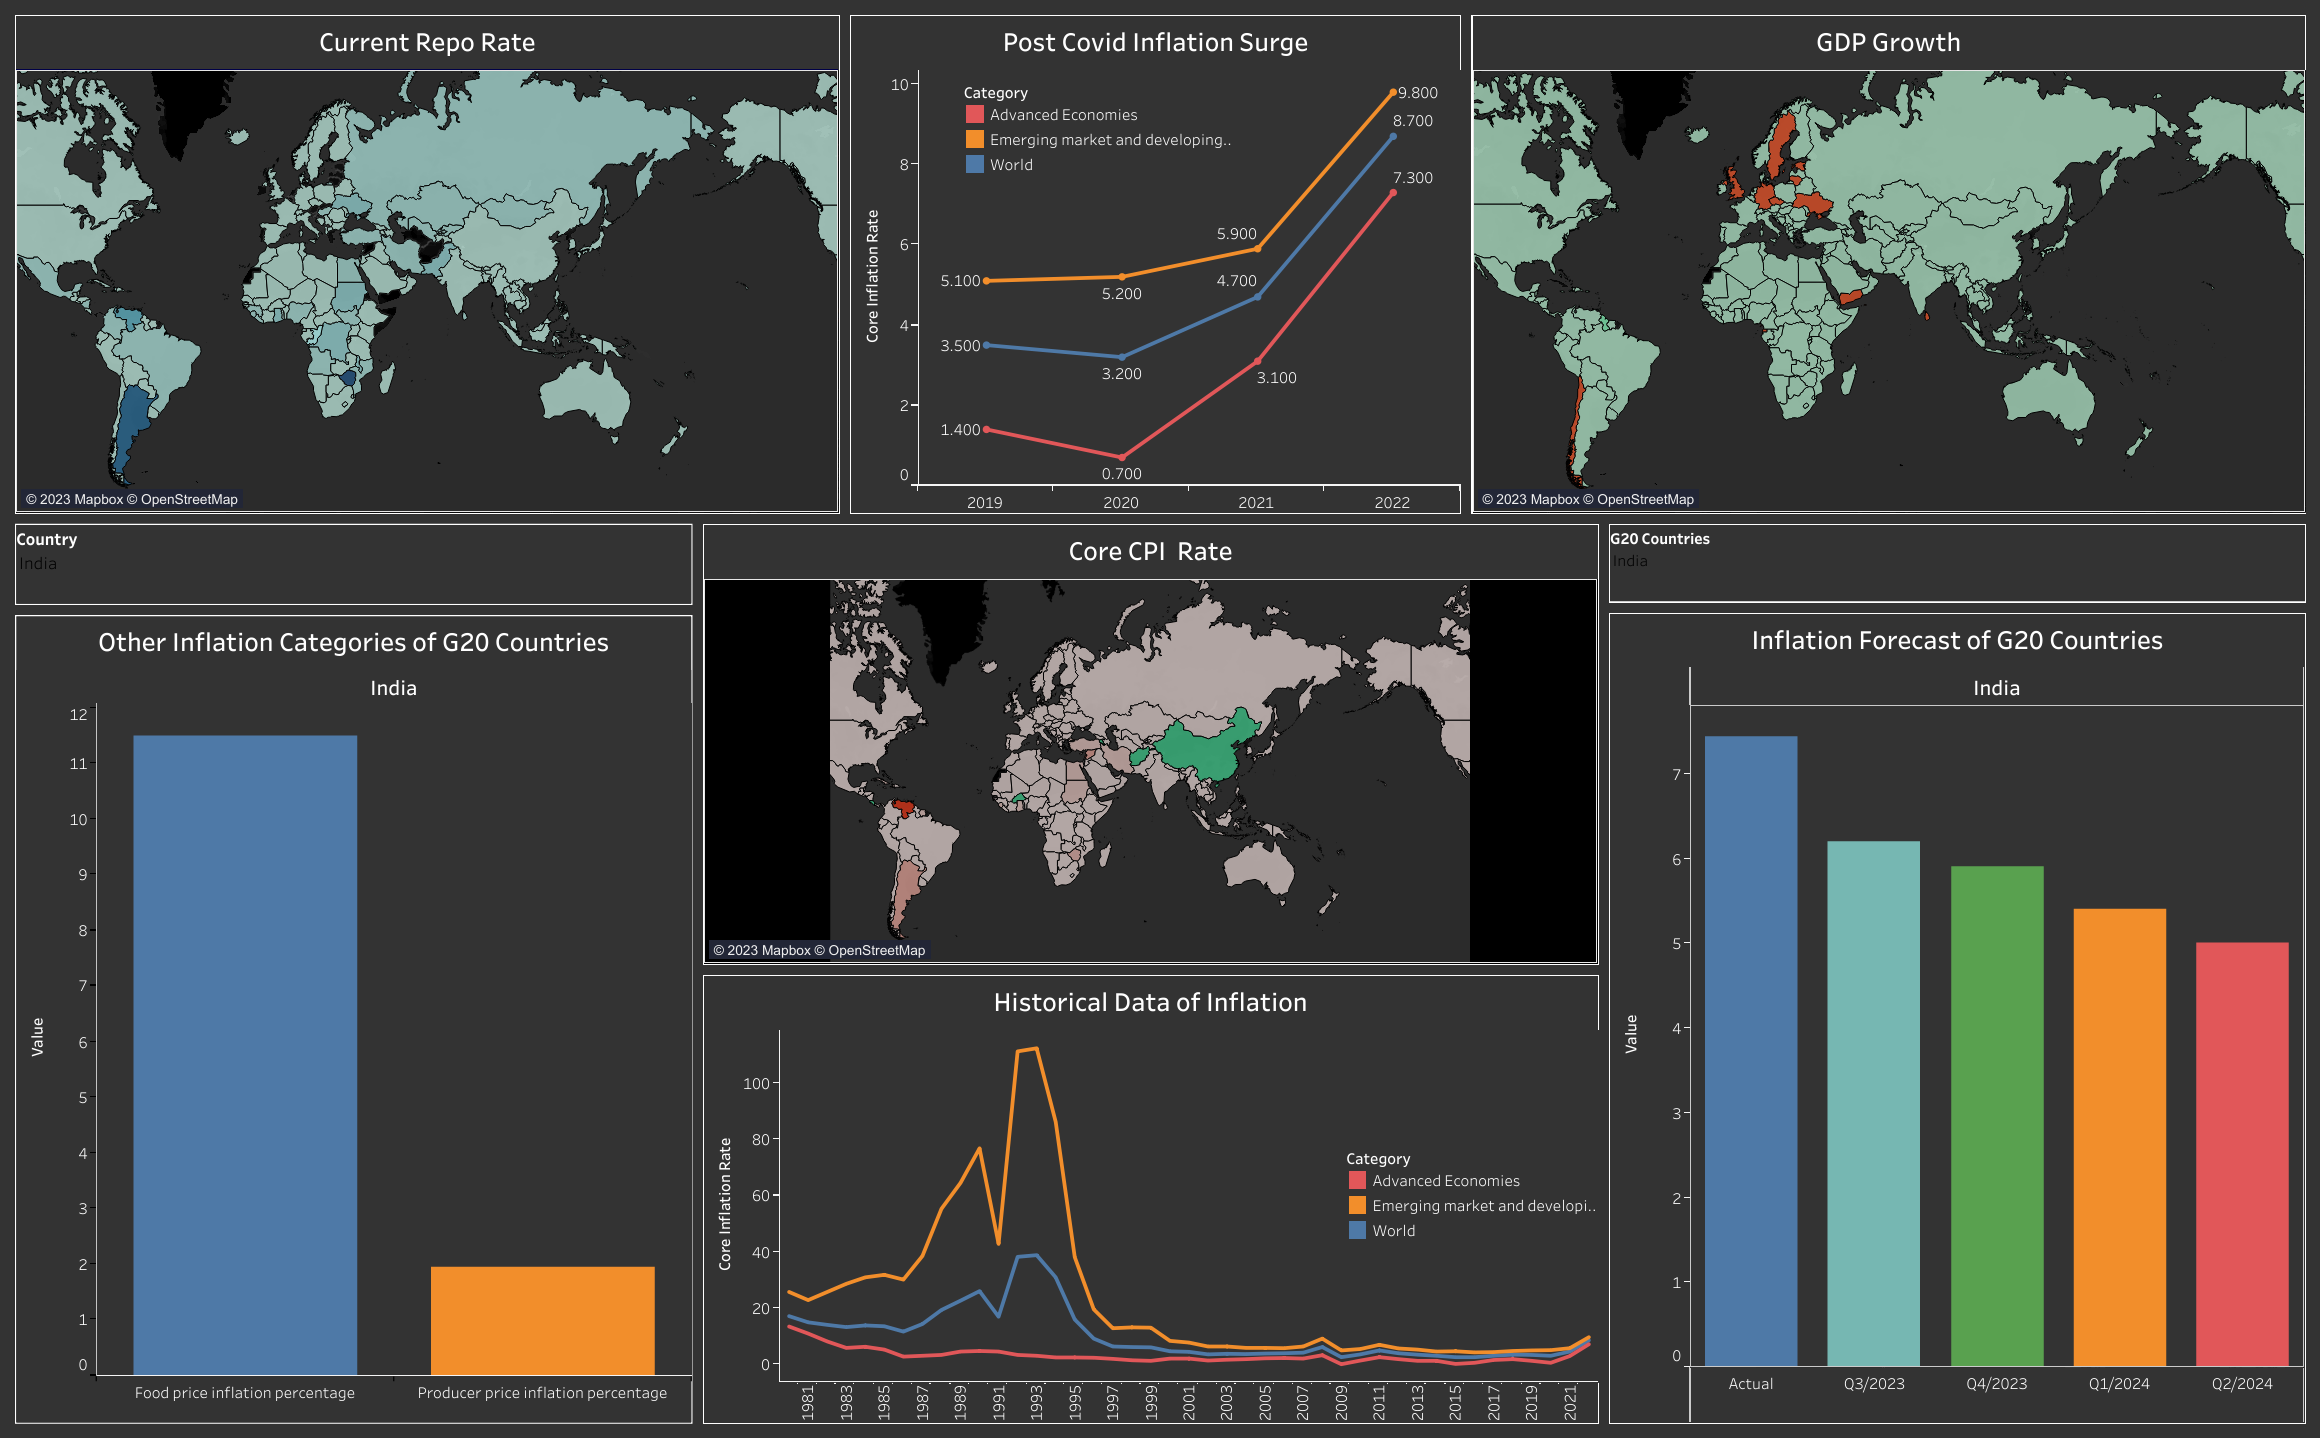 Current Repo Rate
© 2023 Mapbox © OpenStreetMap
Post Covid Inflation Surge
Category
Advanced Economies
Emerging market and developing..
World
Core Inflation Rate
10
8
6
4
2
0
9.800
8.700
7.300
5.900
5.100
5.200
4.700
3.500
3.200
3.100
1.400
0.700
2019 2020 2021 2022
GDP Growth
© 2023 Mapbox © OpenStreetMap
Country
India
Other Inflation Categories of G20 Countries
India
Value
12
11
10
9
8
7
6
5
4
3
2
1
0
Food price inflation percentage Producer price inflation percentage
Core CPI Rate
© 2023 Mapbox © OpenStreetMap
Historical Data of Inflation
Core Inflation Rate
100
80
60
40
20
0
Category
Advanced Economies
Emerging market and developi..
World
1981 1983 1985 1987 1989 1991 1993 1995 1997 1999 2001 2003 2005 2007 2009 2011 2013 2015 2017 2019 2021
G20 Countries
India
Inflation Forecast of G20 Countries
India
Value
7
6
5
4
3
2
1
0
Actual Q3/2023 Q4/2023 Q1/2024 Q2/2024